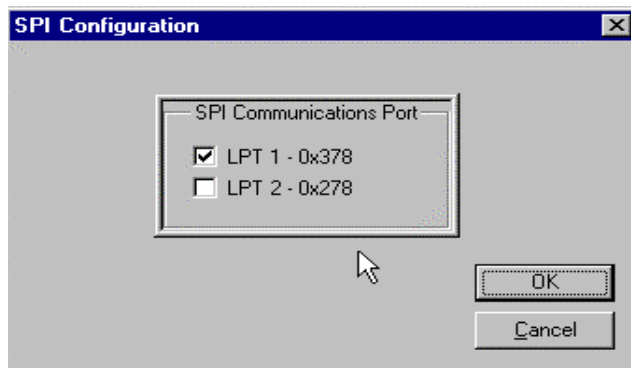 SPI Configuration
SPI Communications Port
LPT 1 - 0x378
LPT 2 - 0x278
OK
Cancel